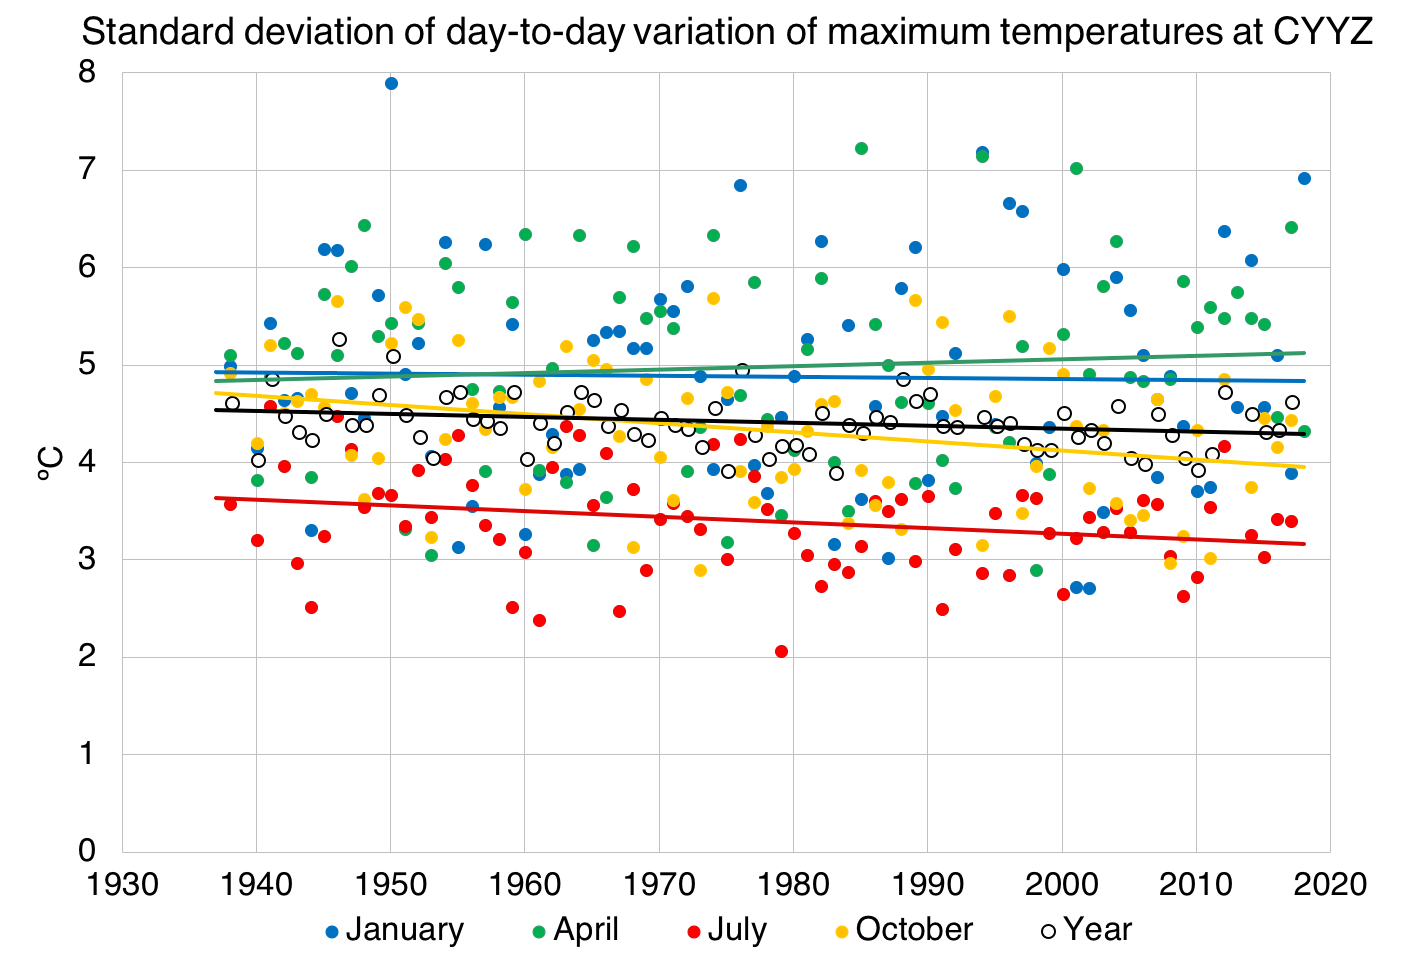 Standard deviation of day-to-day variation of maximum temperatures at CYYZ
8
7
6
5
4
3
2
1
0
ºC
1930 1940 1950 1960 1970 1980 1990 2000 2010 2020
January April July October Year